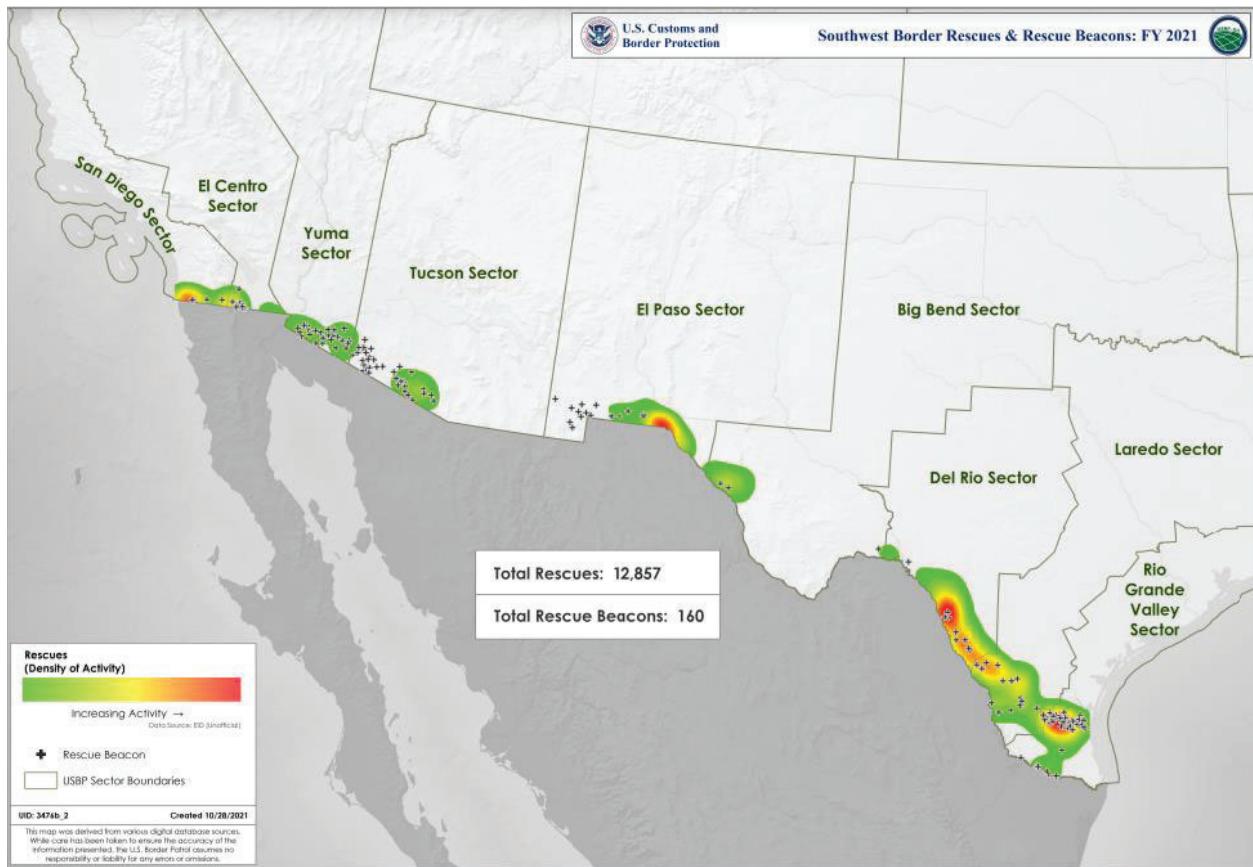 U.S. Customs and
Border Protection
Southwest Border Rescues & Rescue Beacons: FY 2021
San Diego Sector
El Centro
Sector
Yuma
Sector
Tucson Sector
El Paso Sector
Big Bend Sector
Del Rio Sector
Laredo Sector
Rio
Grande
Valley
Sector
Total Rescues: 12,857
Total Rescue Beacons: 160
Rescues
(Density of Activity)
Increasing Activity →
Data Source: EID (Unofficial)
Rescue Beacon
USBP Sector Boundaries
UID: 3476b_2
Created 10/28/2021
This map was derived from various digital database sources.
While care has been taken to ensure the accuracy of the
information presented, the U.S. Border Patrol assumes no
responsibility or liability for any errors or omissions.